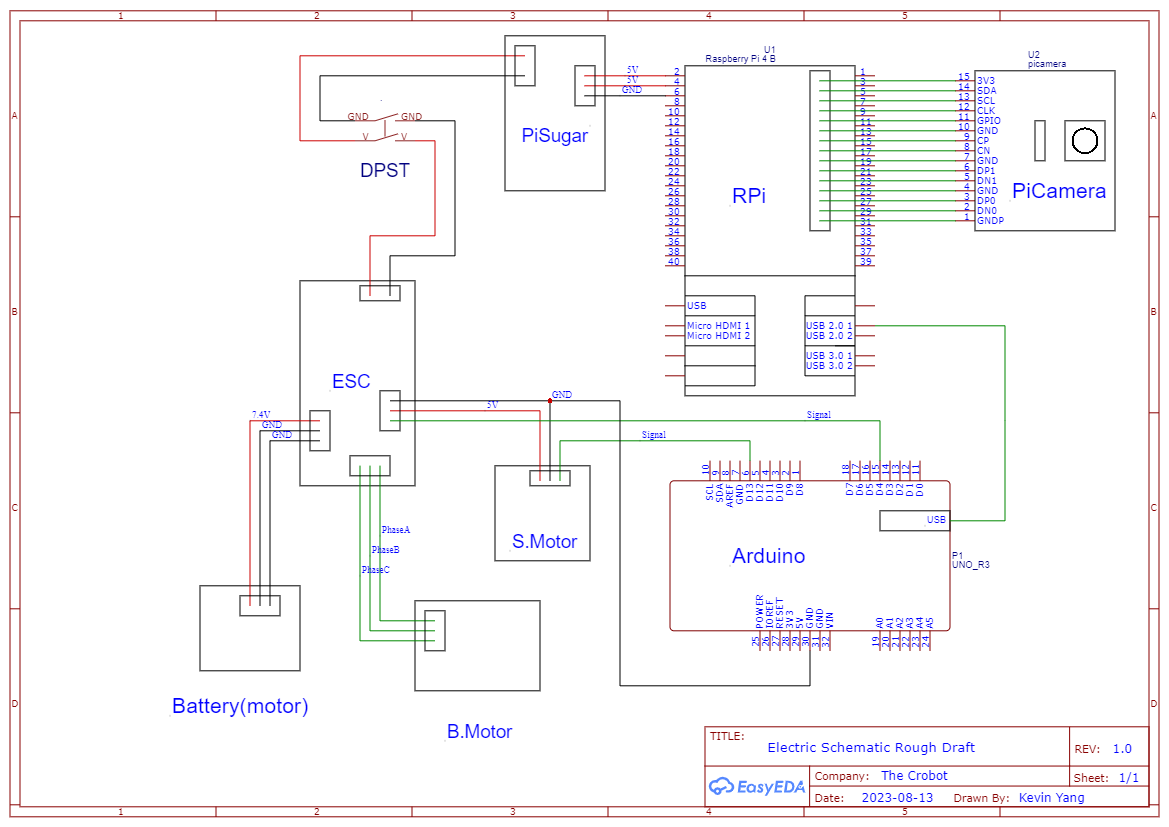 1 2 3 4 5
A A
B B
C C
D D
PiSugar
5V
5V
GND
GND GND
V V
DPST
U1
Raspberry Pi 4 B
2
4
6
8
10
12
14
16
18
20
22
24
26
28
30
32
34
36
38
40
RPi
1
3
5
7
9
11
13
15
17
19
21
23
25
27
29
31
33
35
37
39
U2
picamera
15 3V3
14 SDA
13 SCL
12 CLK
11 GPIO
10 GND
9 CP
8 CN
7 GND
6 DP1
5 DN1
4 GND
3 DP0
2 DN0
1 GNDP
PiCamera
USB
Micro HDMI 1
Micro HDMI 2
USB 2.0 1
USB 2.0 2
USB 3.0 1
USB 3.0 2
ESC
7.4V
GND
GND
GND
5V
Signal
Signal
PhaseA
PhaseB
PhaseC
S.Motor
Battery(motor)
B.Motor
10 9 8 7 6 5 4 3 2 1
SCL SDA AREF GND D13 D12 D11 D10 D9 D8
18 17 16 15 14 13 12 11
D7 D6 D5 D4 D3 D2 D1 D0
USB
Arduino
P1
UNO_R3
POWER IOREF RESET 3V3 5V GND GND VIN
25 26 27 28 29 30 31 32
A0 A1 A2 A3 A4 A5
19 20 21 22 23 24
TITLE:
Electric Schematic Rough Draft
REV: 1.0
EasyEDA
Company: The Crobot
Sheet: 1/1
Date: 2023-08-13 Drawn By: Kevin Yang
1 2 3 4 5